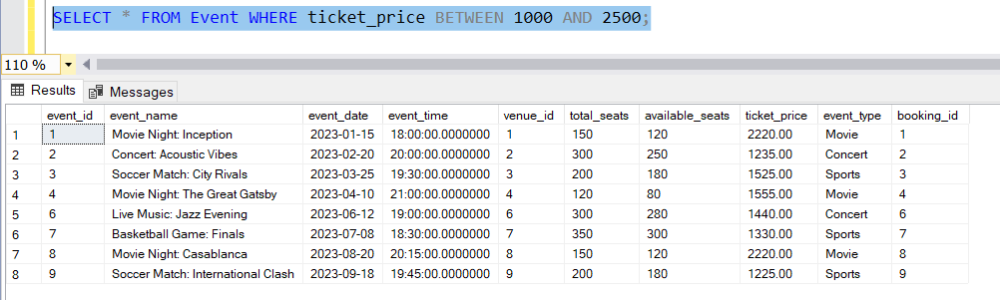 SELECT * FROM Event WHERE ticket_price BETWEEN 1000 AND 2500;
110 %
Results Messages
event_id event_name event_date event_time venue_id total_seats available_seats ticket_price event_type booking_id
1 1 Movie Night: Inception 2023-01-15 18:00:00.0000000 1 150 120 2220.00 Movie 1
2 2 Concert: Acoustic Vibes 2023-02-20 20:00:00.0000000 2 300 250 1235.00 Concert 2
3 3 Soccer Match: City Rivals 2023-03-25 19:30:00.0000000 3 200 180 1525.00 Sports 3
4 4 Movie Night: The Great Gatsby 2023-04-10 21:00:00.0000000 4 120 80 1555.00 Movie 4
5 6 Live Music: Jazz Evening 2023-06-12 19:00:00.0000000 6 300 280 1440.00 Concert 6
6 7 Basketball Game: Finals 2023-07-08 18:30:00.0000000 7 350 300 1330.00 Sports 7
7 8 Movie Night: Casablanca 2023-08-20 20:15:00.0000000 8 150 120 2220.00 Movie 8
8 9 Soccer Match: International Clash 2023-09-18 19:45:00.0000000 9 200 180 1225.00 Sports 9